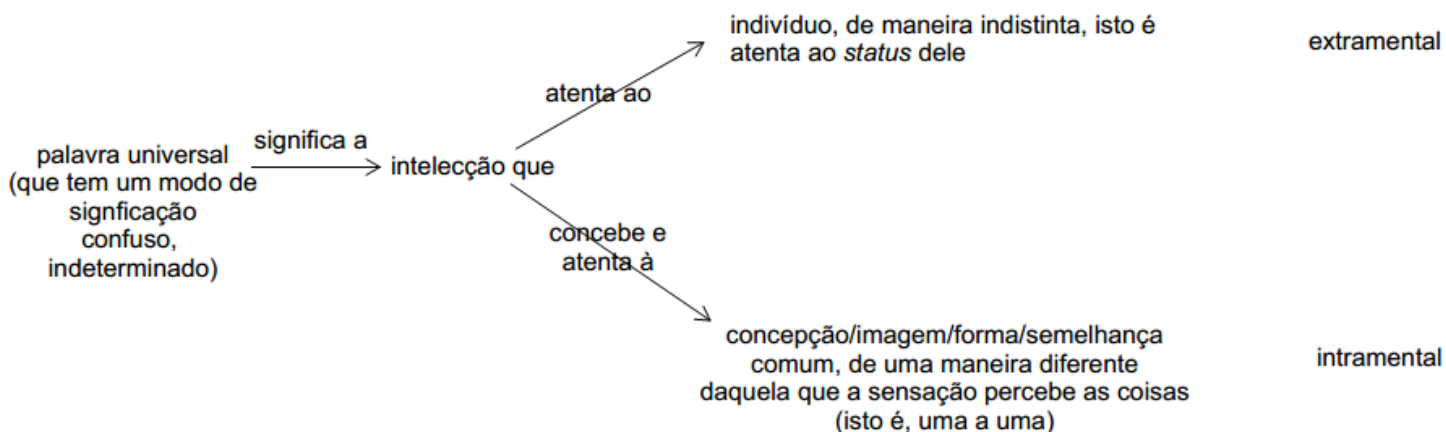 indivíduo, de maneira indistinta, isto é
atenta ao status dele
extramental
atenta ao
significa a
palavra universal
(que tem um modo de
signficação
confuso,
indeterminado)
intelecção que
concebe e
atenta à
concepção/imagem/forma/semelhança
comum, de uma maneira diferente
daquela que a sensação percebe as coisas
(isto é, uma a uma)
intramental